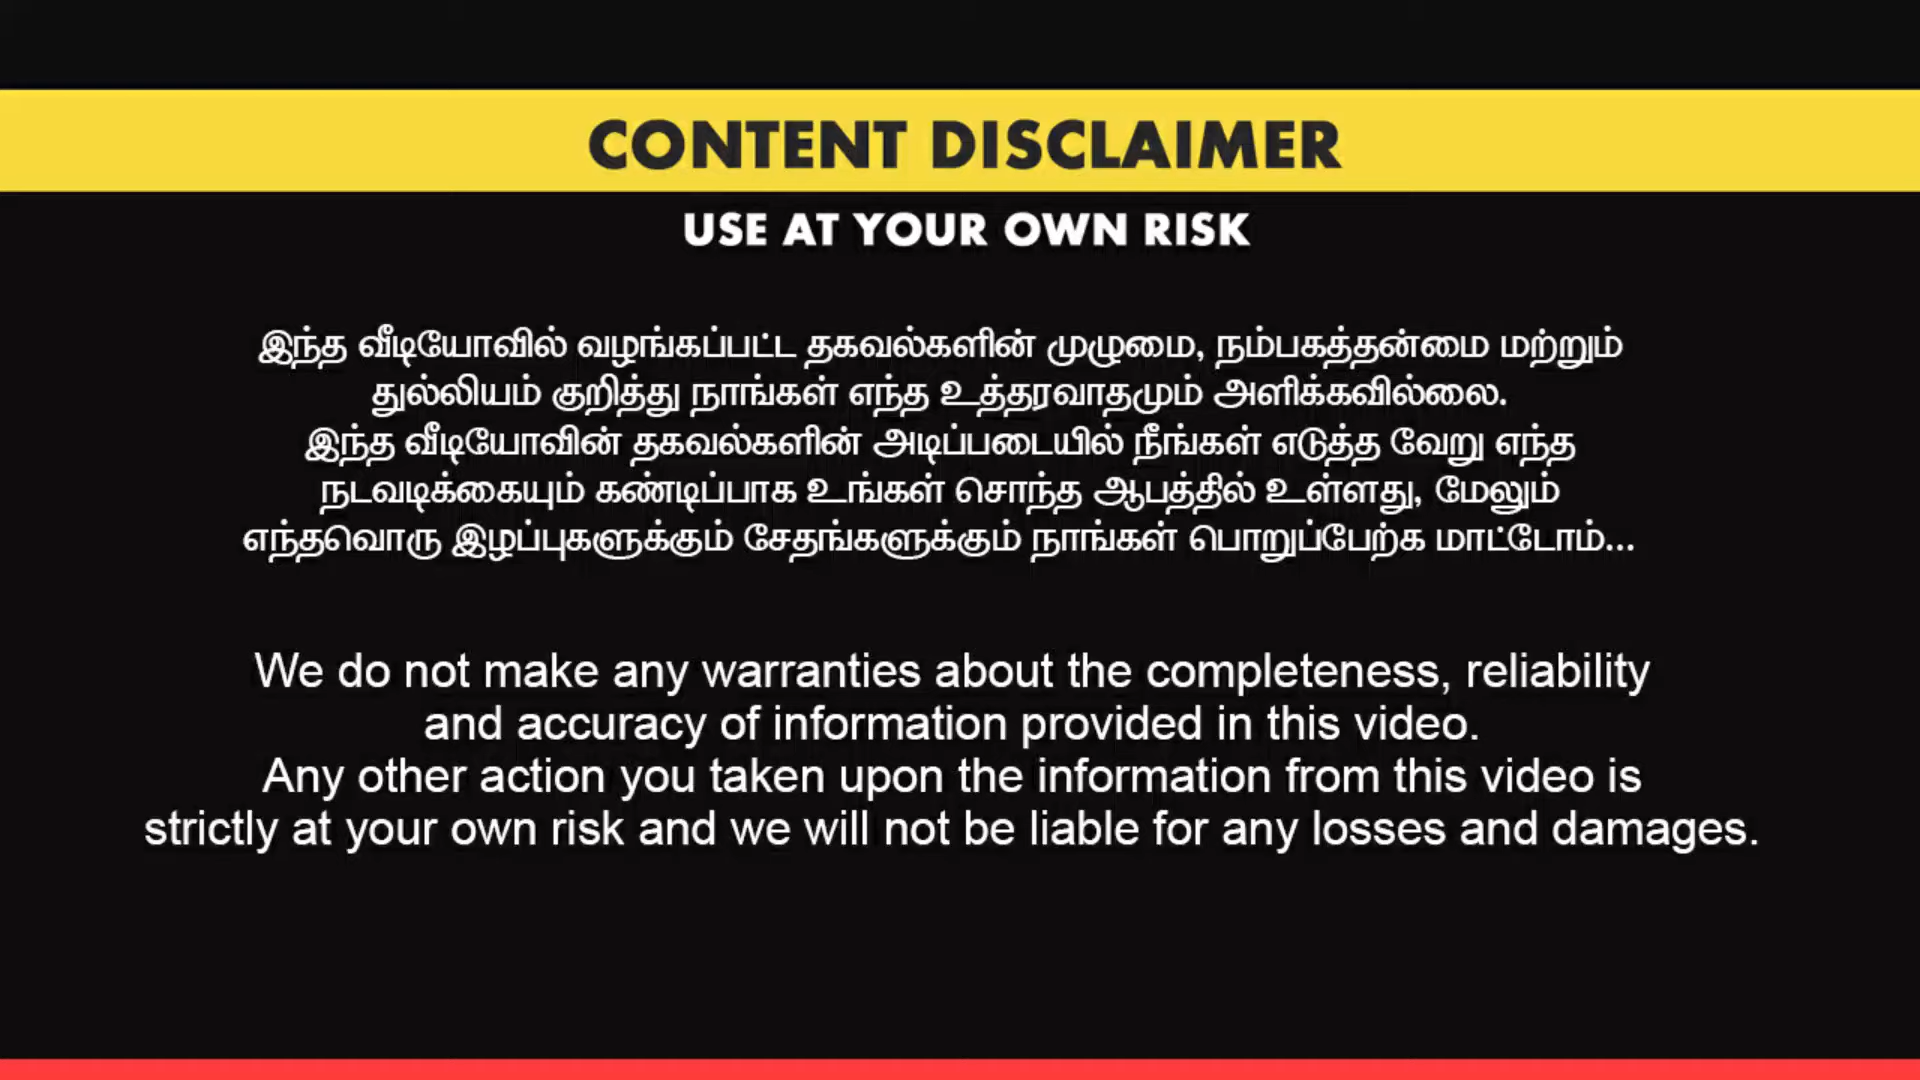 CONTENT DISCLAIMER
USE AT YOUR OWN RISK
இந்த வீடியோவில் வழங்கப்பட்ட தகவல்களின் முழுமை, நம்பகத்தன்மை மற்றும்
துல்லியம் குறித்து நாங்கள் எந்த உத்தரவாதமும் அளிக்கவில்லை.
இந்த வீடியோவின் தகவல்களின் அடிப்படையில் நீங்கள் எடுத்த வேறு எந்த
நடவடிக்கையும் கண்டிப்பாக உங்கள் சொந்த ஆபத்தில் உள்ளது, மேலும்
எந்தவொரு இழப்புகளுக்கும் சேதங்களுக்கும் நாங்கள் பொறுப்பேற்க மாட்டோம்...
We do not make any warranties about the completeness, reliability
and accuracy of information provided in this video.
Any other action you taken upon the information from this video is
strictly at your own risk and we will not be liable for any losses and damages.